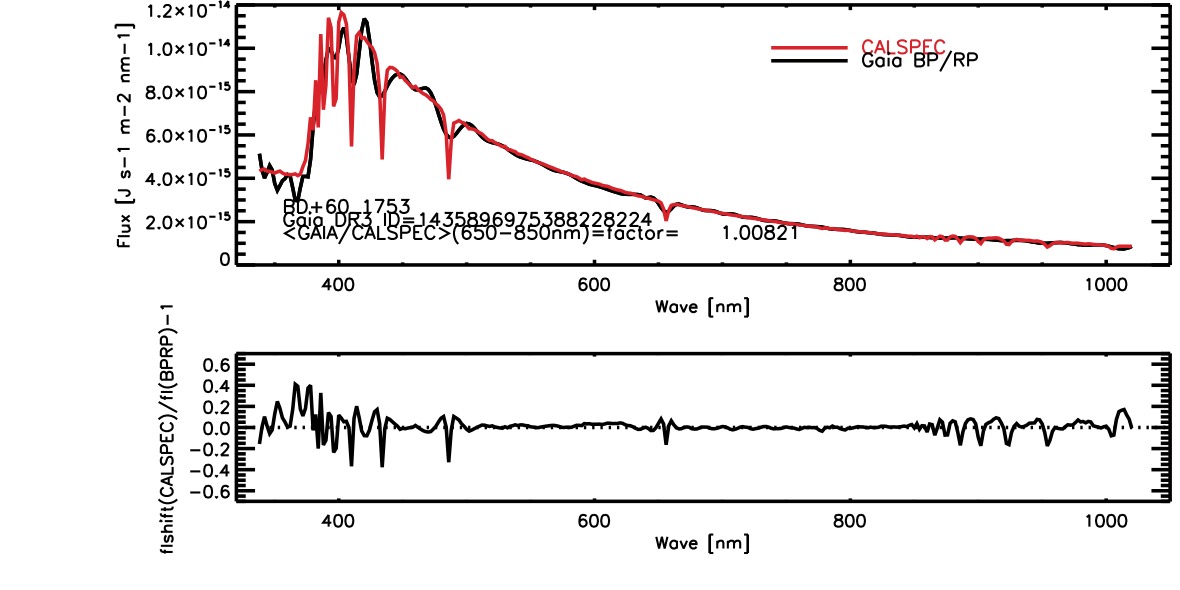 1.2×10−14
1.0×10−14
8.0×10−15
6.0×10−15
4.0×10−15
2.0×10−15
0
Flux [J s−1 m−2 nm−1]
CALSPEC
Gaia BP/RP
BD+60 1753
Gaia DR3 ID=1435896975388228224
<GAIA/CALSPEC>(650−850nm)=factor= 1.00821
400 600 800 1000
Wave [nm]
flshift(CALSPEC)/fl(BPRP)−1
0.6
0.4
0.2
0.0
−0.2
−0.4
−0.6
400 600 800 1000
Wave [nm]